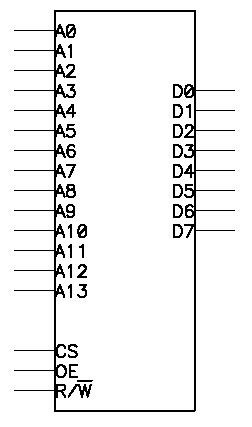 A0
A1
A2
A3 D0
A4 D1
A5 D2
A6 D3
A7 D4
A8 D5
A9 D6
A10 D7
A11
A12
A13
CS
OE
R/W̅